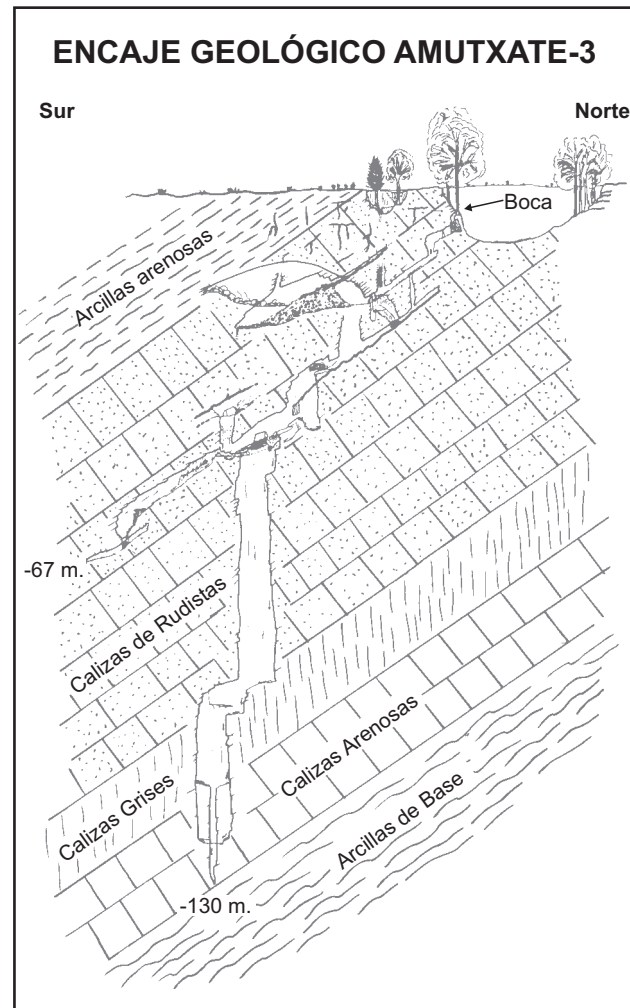 ENCAJE GEOLÓGICO AMUTXATE-3
Sur
Norte
Boca
Arcillas arenosas
-67 m.
Calizas de Rudistas
Calizas Grises
Calizas Arenosas
Arcillas de Base
-130 m.